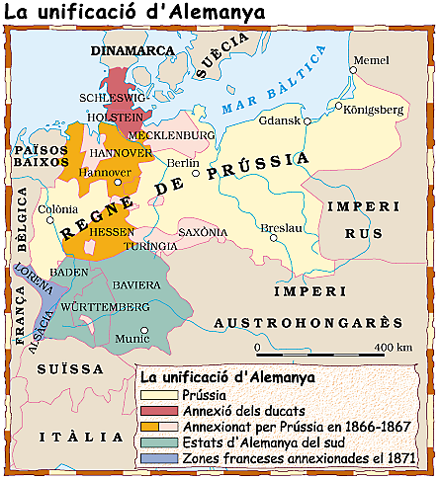 La unificació d'Alemanya
DINAMARCA
SUÈCIA
Memel
MAR BÀLTICA
SCHLESWIG-
HOLSTEIN
Königsberg
Gdansk
MECKLENBURG
PAÏSOS
BAIXOS
HANNOVER
Berlin
Hannover
REGNE DE PRÚSSIA
BÈLGICA
Colònia
IMPERI
RUS
HESSEN
SAXÒNIA
Breslau
TURÍNGIA
LORENA
BADEN
BAVIERA
IMPERI
AUSTROHONGARÈS
FRANÇA
ALSÀCIA
WÜRTTEMBERG
Munic
0
400 km
SUÏSSA
ITÀLIA
La unificació d'Alemanya
Prússia
Annexió dels ducats
Annexionat per Prússia en 1866-1867
Estats d'Alemanya del sud
Zones franceses annexionades el 1871